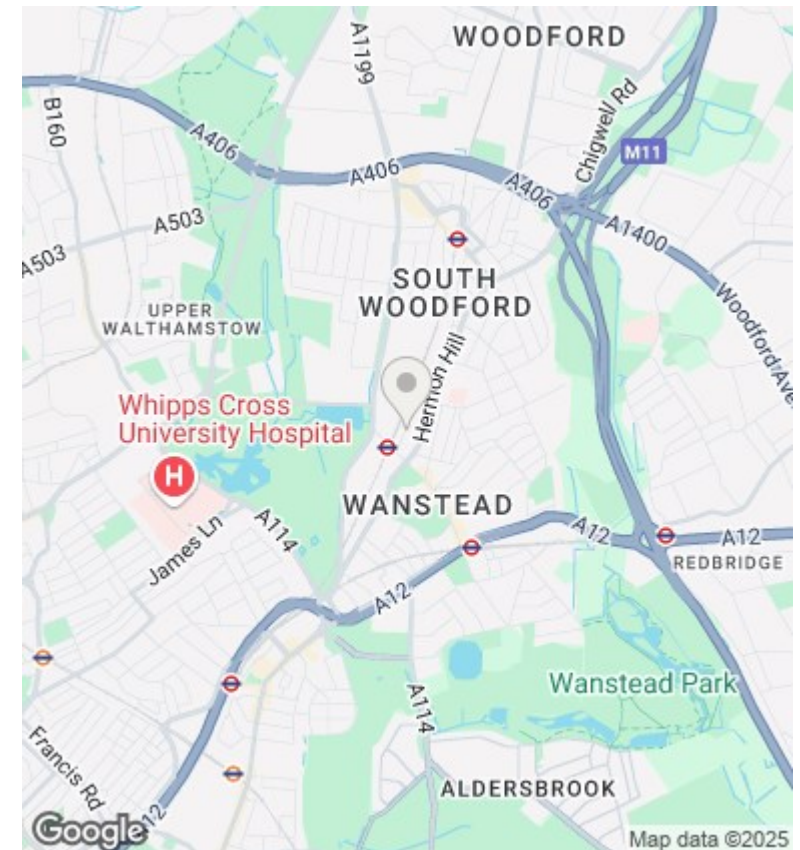 WOODFORD
A1199
B160
Chigwell Rd
M11
A406
A406
A406
A1400
A503
A503
SOUTH
WOODFORD
UPPER
WALTHAMSTOW
Woodford Ave
Hermon Hill
Whipps Cross
University Hospital
H
WANSTEAD
James Ln
A114
A12
A12
REDBRIDGE
A12
Wanstead Park
A114
Francis Rd
A12
ALDERSBROOK
Google
Map data ©2025